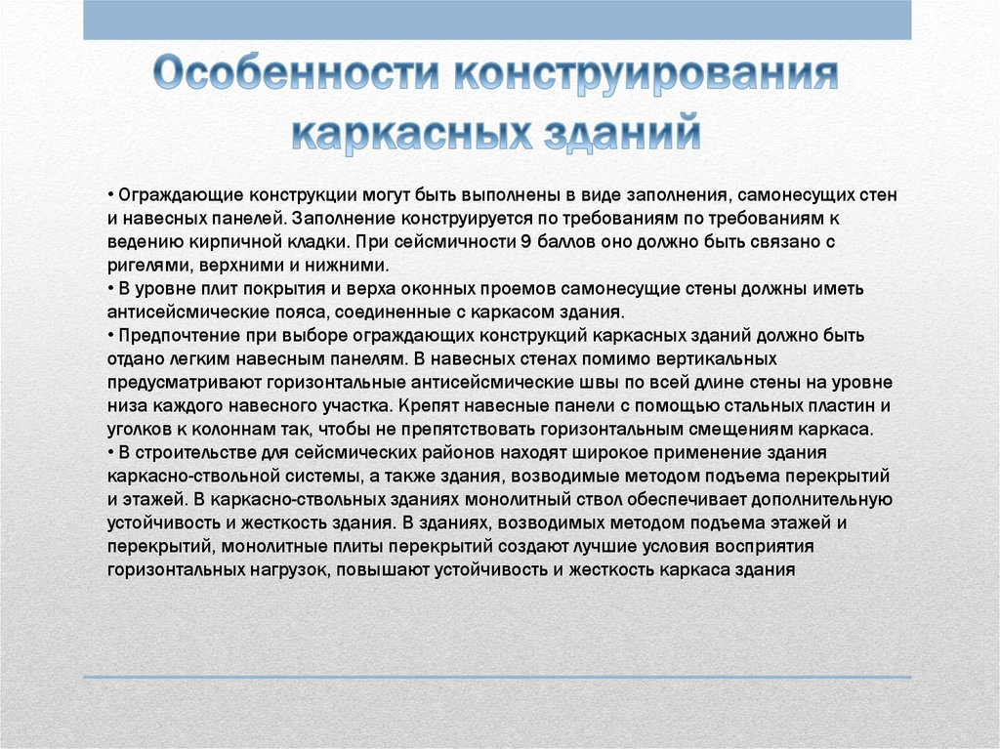 Особенности конструирования
каркасных зданий
• Ограждающие конструкции могут быть выполнены в виде заполнения, самонесущих стен
и навесных панелей. Заполнение конструируется по требованиям по требованиям к
ведению кирпичной кладки. При сейсмичности 9 баллов оно должно быть связано с
ригелями, верхними и нижними.
• В уровне плит покрытия и верха оконных проемов самонесущие стены должны иметь
антисейсмические пояса, соединенные с каркасом здания.
• Предпочтение при выборе ограждающих конструкций каркасных зданий должно быть
отдано легким навесным панелям. В навесных стенах помимо вертикальных
предусматривают горизонтальные антисейсмические швы по всей длине стены на уровне
низа каждого навесного участка. Крепят навесные панели с помощью стальных пластин и
уголков к колоннам так, чтобы не препятствовать горизонтальным смещениям каркаса.
• В строительстве для сейсмических районов находят широкое применение здания
каркасно-ствольной системы, а также здания, возводимые методом подъема перекрытий
и этажей. В каркасно-ствольных зданиях монолитный ствол обеспечивает дополнительную
устойчивость и жесткость здания. В зданиях, возводимых методом подъема этажей и
перекрытий, монолитные плиты перекрытий создают лучшие условия восприятия
горизонтальных нагрузок, повышают устойчивость и жесткость каркаса здания